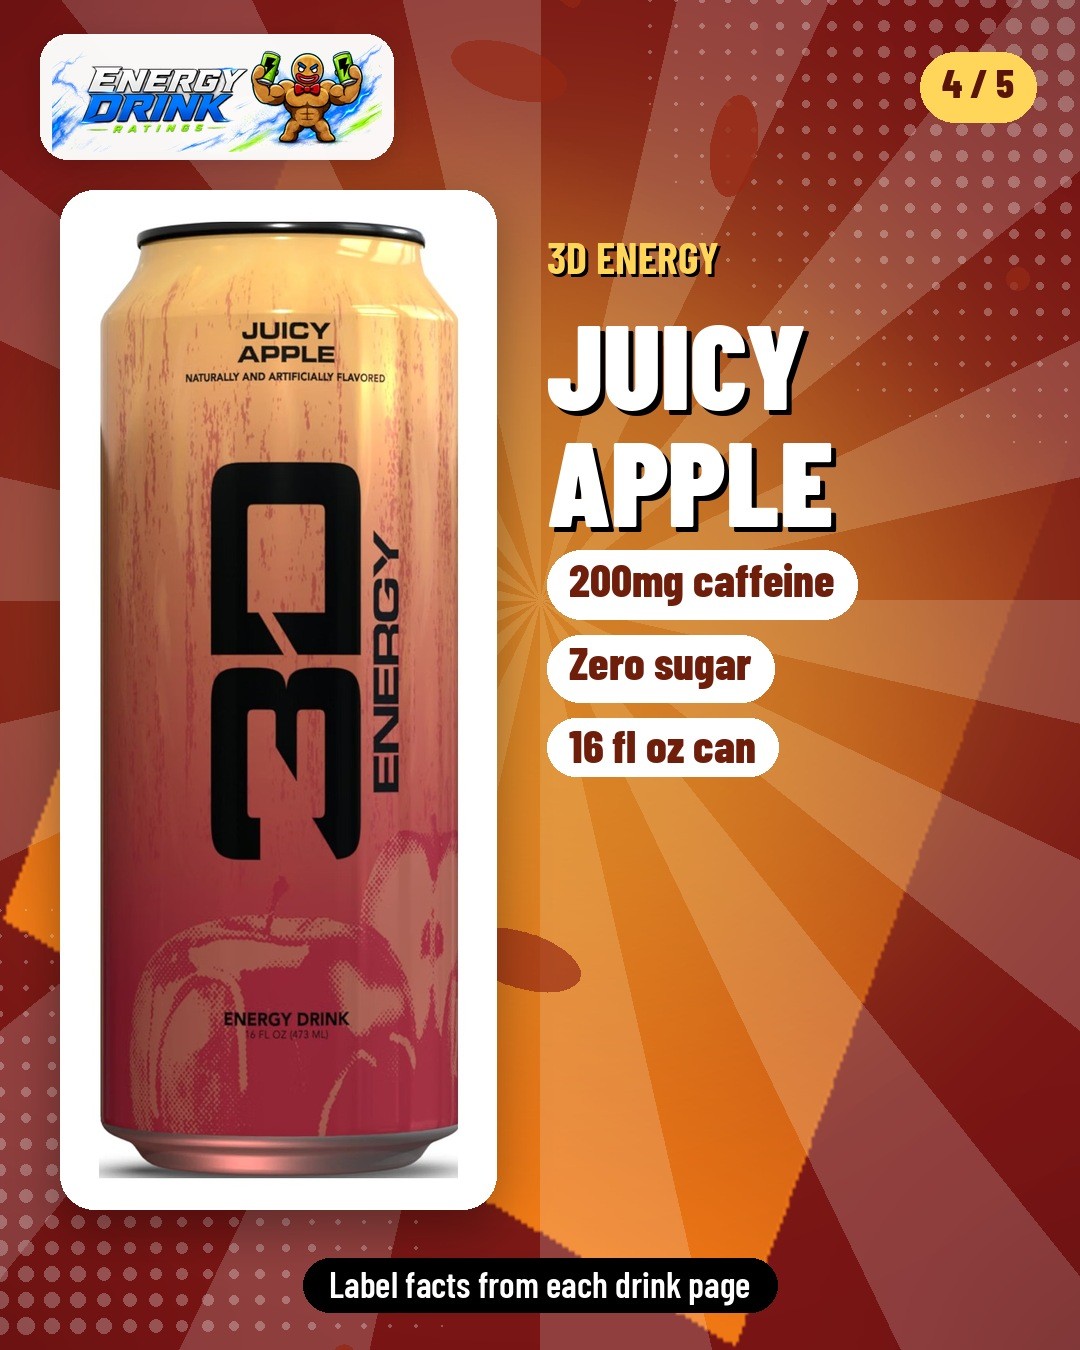 ENERGY
DRINK
RATINGS
4 / 5
JUICY
APPLE
NATURALLY AND ARTIFICIALLY FLAVORED
3D
ENERGY
ENERGY DRINK
16 FL OZ (473 ML)
3D ENERGY
JUICY
APPLE
200mg caffeine
Zero sugar
16 fl oz can
Label facts from each drink page